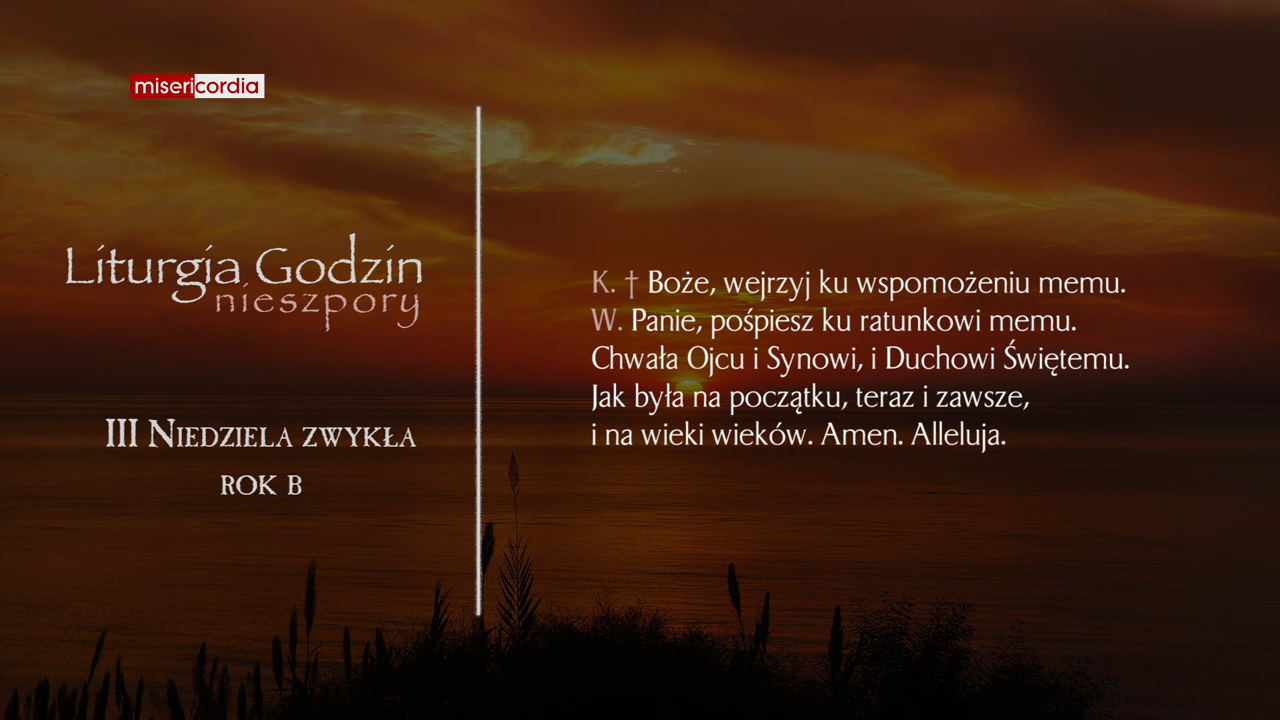 misericordia
Liturgia Godzin
nieszpory
III Niedziela zwykła
rok B
K. † Boże, wejrzyj ku wspomożeniu memu.
W. Panie, pośpiesz ku ratunkowi memu.
Chwała Ojcu i Synowi, i Duchowi Świętemu.
Jak była na początku, teraz i zawsze,
i na wieki wieków. Amen. Alleluja.